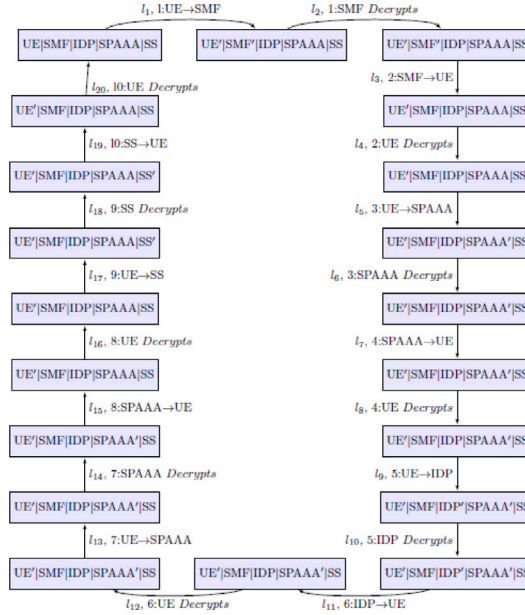 l₁, 1:UE→SMF
l₂, 1:SMF Decrypts
UE|SMF|IDP|SPAAA|SS
UE|SMF′|IDP|SPAAA|SS
UE′|SMF′|IDP|SPAAA|SS
l₂₀, 10:UE Decrypts
l₃, 2:SMF→UE
UE′|SMF|IDP|SPAAA|SS
UE′|SMF|IDP|SPAAA|SS
l₁₉, 10:SS→UE
l₄, 2:UE Decrypts
UE′|SMF|IDP|SPAAA|SS′
UE′|SMF|IDP|SPAAA|SS
l₁₈, 9:SS Decrypts
l₅, 3:UE→SPAAA
UE′|SMF|IDP|SPAAA|SS′
UE′|SMF|IDP|SPAAA′|SS
l₁₇, 9:UE→SS
l₆, 3:SPAAA Decrypts
UE′|SMF|IDP|SPAAA|SS
UE′|SMF|IDP|SPAAA′|SS
l₁₆, 8:UE Decrypts
l₇, 4:SPAAA→UE
UE′|SMF|IDP|SPAAA|SS
UE′|SMF|IDP|SPAAA′|SS
l₁₅, 8:SPAAA→UE
l₈, 4:UE Decrypts
UE′|SMF|IDP|SPAAA′|SS
UE′|SMF|IDP|SPAAA′|SS
l₁₄, 7:SPAAA Decrypts
l₉, 5:UE→IDP
UE′|SMF|IDP|SPAAA′|SS
UE′|SMF|IDP′|SPAAA′|SS
l₁₃, 7:UE→SPAAA
l₁₀, 5:IDP Decrypts
UE′|SMF|IDP|SPAAA′|SS
UE′|SMF|IDP|SPAAA′|SS
UE′|SMF|IDP′|SPAAA′|SS
l₁₂, 6:UE Decrypts
l₁₁, 6:IDP→UE